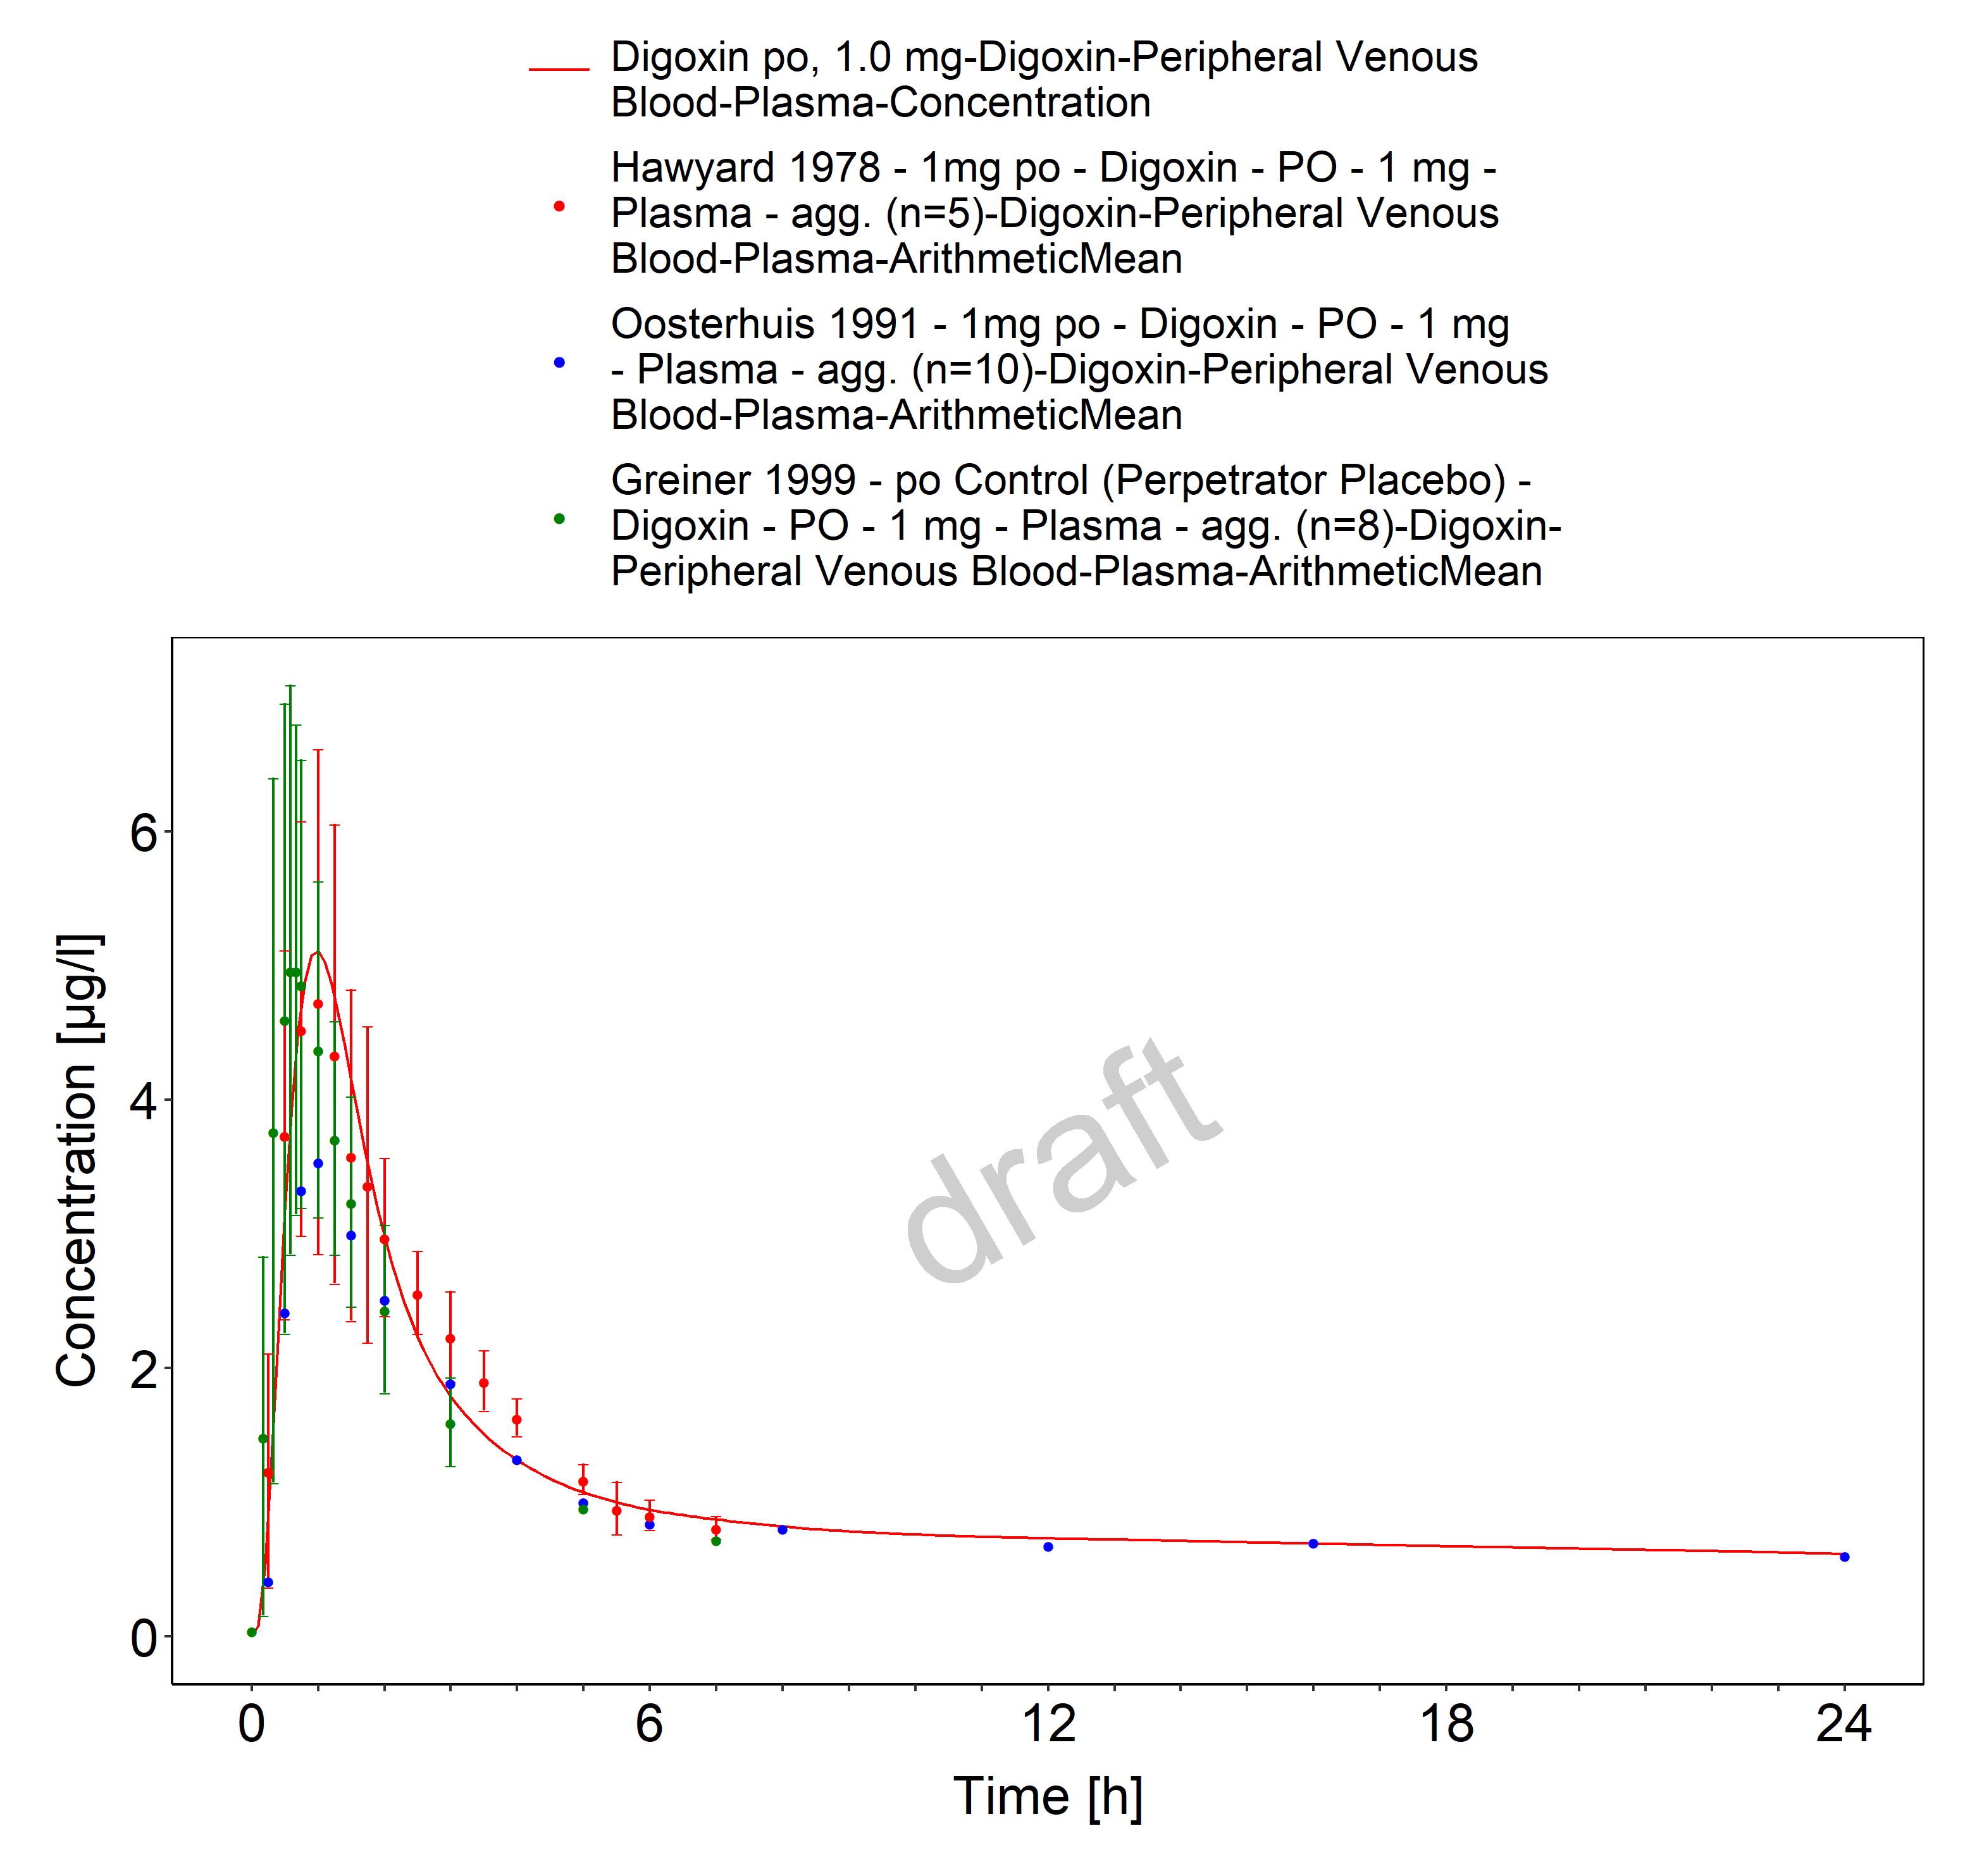 Digoxin po, 1.0 mg-Digoxin-Peripheral Venous
Blood-Plasma-Concentration
Hawyard 1978 - 1mg po - Digoxin - PO - 1 mg -
Plasma - agg. (n=5)-Digoxin-Peripheral Venous
Blood-Plasma-ArithmeticMean
Oosterhuis 1991 - 1mg po - Digoxin - PO - 1 mg
- Plasma - agg. (n=10)-Digoxin-Peripheral Venous
Blood-Plasma-ArithmeticMean
Greiner 1999 - po Control (Perpetrator Placebo) -
Digoxin - PO - 1 mg - Plasma - agg. (n=8)-Digoxin-
Peripheral Venous Blood-Plasma-ArithmeticMean
Concentration [µg/l]
6
4
2
0
draft
0 6 12 18 24
Time [h]